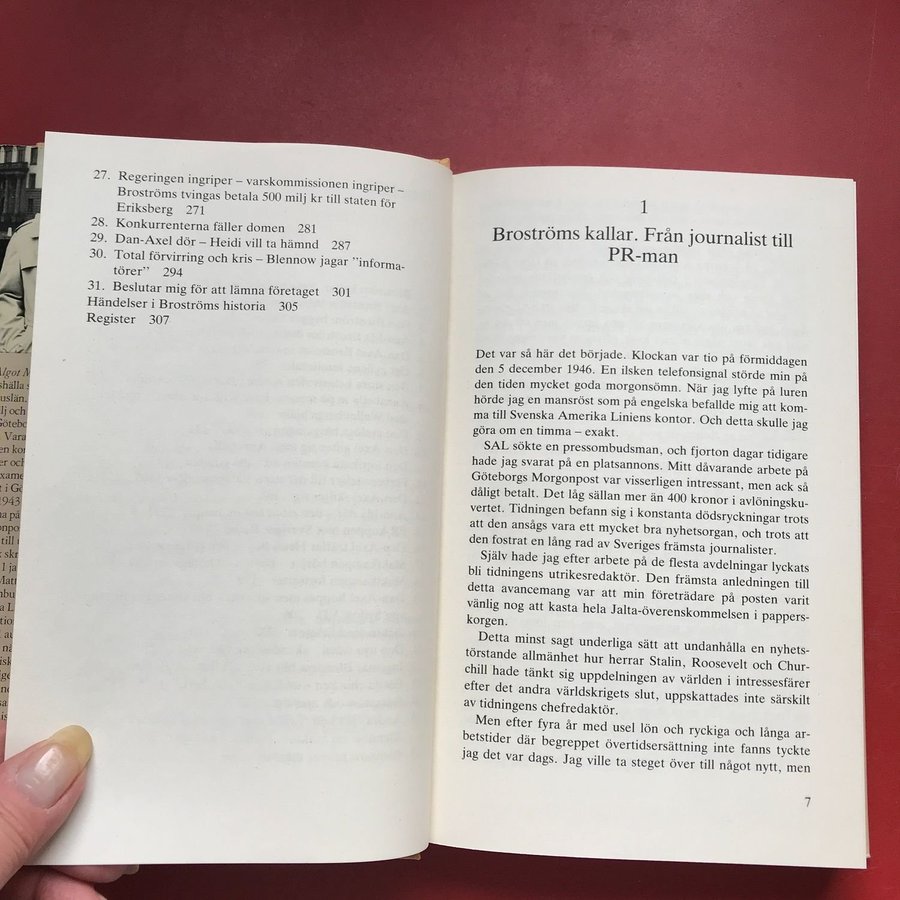 27. Regeringen ingriper – varskommissionen ingriper –
Broströms tvingas betala 500 milj kr till staten för
Eriksberg 271
28. Konkurrenterna fäller domen 281
29. Dan-Axel dör – Heidi vill ta hämnd 287
30. Total förvirring och kris – Blennow jagar ”informa-
törer” 294
31. Beslutar mig för att lämna företaget 301
Händelser i Broströms historia 305
Register 307
1
Broströms kallar. Från journalist till
PR-man
Det var så här det började. Klockan var tio på förmiddagen
den 5 december 1946. En ilsken telefonsignal störde min på
den tiden mycket goda morgonsömn. När jag lyfte på luren
hörde jag en mansröst som på engelska befallde mig att kom-
ma till Svenska Amerika Liniens kontor. Och detta skulle jag
göra om en timma – exakt.
SAL sökte en pressombudsman, och fjorton dagar tidigare
hade jag svarat på en platsannons. Mitt dåvarande arbete på
Göteborgs Morgonpost var visserligen intressant, men ack så
dåligt betalt. Det låg sällan mer än 400 kronor i avlöningsku-
vertet. Tidningen befann sig i konstanta dödsryckningar trots
att den ansågs vara ett mycket bra nyhetsorgan, och trots att
den fostrat en lång rad av Sveriges främsta journalister.
Själv hade jag efter arbete på de flesta avdelningar lyckats
bli tidningens utrikesredaktör. Den främsta anledningen till
detta avancemang var att min företrädare på posten varit
vänlig nog att kasta hela Jalta-överenskommelsen i pappers-
korgen.
Detta minst sagt underliga sätt att undanhålla en nyhets-
törstande allmänhet hur herrar Stalin, Roosevelt och Chur-
chill hade tänkt sig uppdelningen av världen i intressesfärer
efter det andra världskrigets slut, uppskattades inte särskilt
av tidningens chefredaktör.
Men efter fyra år med usel lön och ryckiga och långa ar-
betstider där begreppet övertidsersättning inte fanns tyckte
jag det var dags. Jag ville ta steget över till något nytt, men
7